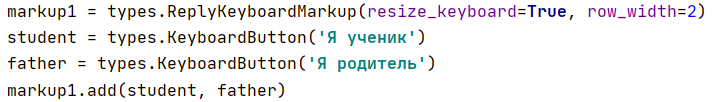 markup1 = types.ReplyKeyboardMarkup(resize_keyboard=True, row_width=2)
student = types.KeyboardButton('Я ученик')
father = types.KeyboardButton('Я родитель')
markup1.add(student, father)